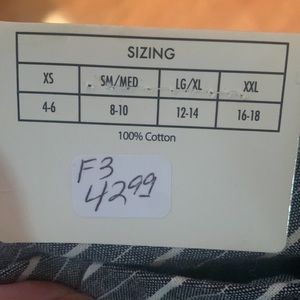 SIZING
XS SM/MED LG/XL XXL
4-6 8-10 12-14 16-18
100% Cotton
F3
4299